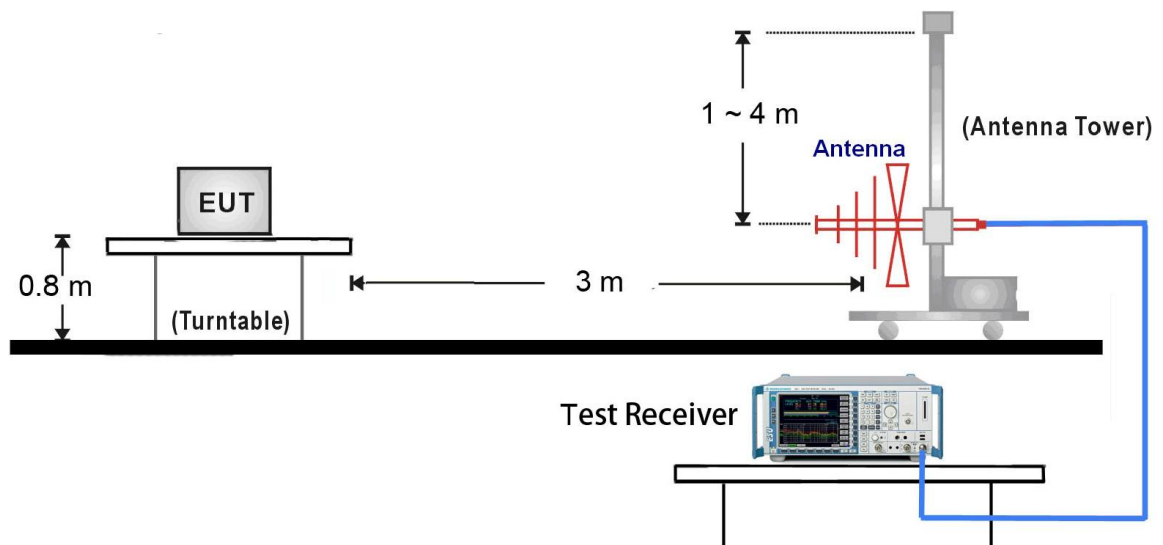 1 ~ 4 m
(Antenna Tower)
Antenna
EUT
0.8 m
3 m
(Turntable)
Test Receiver